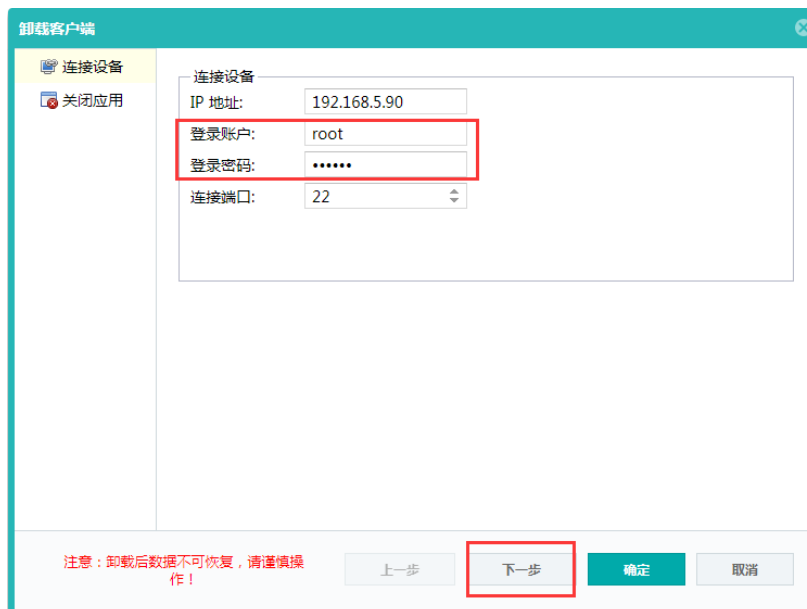 卸载客户端
连接设备
关闭应用
连接设备
IP 地址: 192.168.5.90
登录账户: root
登录密码: ••••••
连接端口: 22
注意：卸载后数据不可恢复，请谨慎操
作！
上一步 下一步 确定 取消